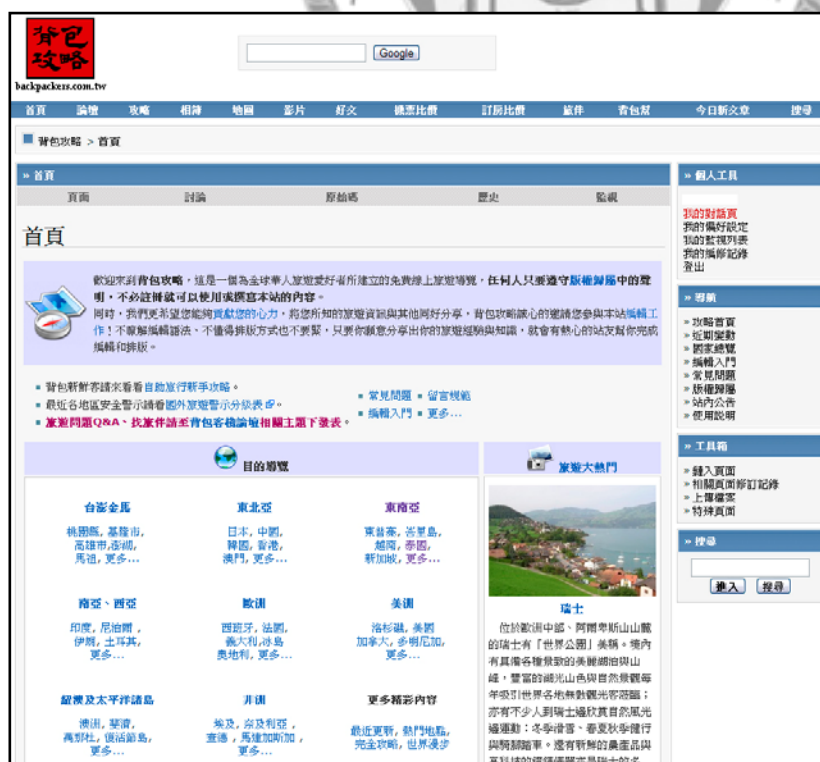 背包
攻略
backpackers.com.tw
Google
首頁 論壇 攻略 相簿 地圖 影片 好文 機票比價 訂房比價 旅伴 背包幫 今日新文章 搜尋
背包攻略 > 首頁
» 首頁
頁面 討論 原始碼 歷史 監視
首頁
歡迎來到背包攻略，這是一個為全球華人旅遊愛好者所建立的免費線上旅遊導覽，任何人只要遵守版權歸屬中的聲
明，不必註冊就可以使用或撰寫本站的內容。
同時，我們更希望您能夠貢獻您的心力，將您所知的旅遊資訊與其他同好分享，背包攻略誠心的邀請您參與本站編輯工
作！不瞭解編輯語法、不懂得排版方式也不要緊，只要你願意分享出你的旅遊經驗與知識，就會有熱心的站友幫你完成
編輯和排版。
背包新鮮客請來看看自助旅行新手攻略。
最近各地區安全警示請看國外旅遊警示分級表。
旅遊問題Q&A、找旅伴請至背包客棧論壇相關主題下發表。
常見問題 留言規範
編輯入門 更多...
目的導覽
台澎金馬 東北亞 東南亞
桃園縣, 基隆市, 日本, 中國, 東普寨, 峇里島,
高雄市,澎湖, 韓國, 香港, 越南, 泰國,
馬祖, 更多... 澳門, 更多... 新加坡, 更多...
南亞、西亞 歐洲 美洲
印度, 尼泊爾, 西班牙, 法國, 洛杉磯, 美國
伊朗, 土耳其, 義大利,冰島 加拿大, 多明尼加,
更多... 奧地利, 更多... 更多...
紐澳及太平洋諸島 非洲 更多精彩內容
澳洲, 斐濟, 埃及, 奈及利亞, 最近更新, 熱門地點,
萬那杜, 復活節島, 查德, 馬達加斯加, 完全攻略, 世界漫步
更多... 更多...
旅遊大熱門
瑞士
位於歐洲中部、阿爾卑斯山山麓
的瑞士有「世界公園」美稱。境內
有具備各種景致的美麗湖泊與山
峰，豐富的湖光山色與自然景觀每
年吸引世界各地無數觀光客蒞臨；
亦有不少人到瑞士邊欣賞自然風光
邊運動：冬季滑雪、春夏秋季健行
與騎腳踏車。還有新鮮的農產品與
» 個人工具
我的對話頁
我的偏好設定
我的監視列表
我的編修記錄
登出
» 導航
» 攻略首頁
» 近期變動
» 國家總覽
» 編輯入門
» 常見問題
» 版權歸屬
» 站內公告
» 使用說明
» 工具箱
» 鏈入頁面
» 相關頁面修訂記錄
» 上傳檔案
» 特殊頁面
» 搜尋
進入 搜尋